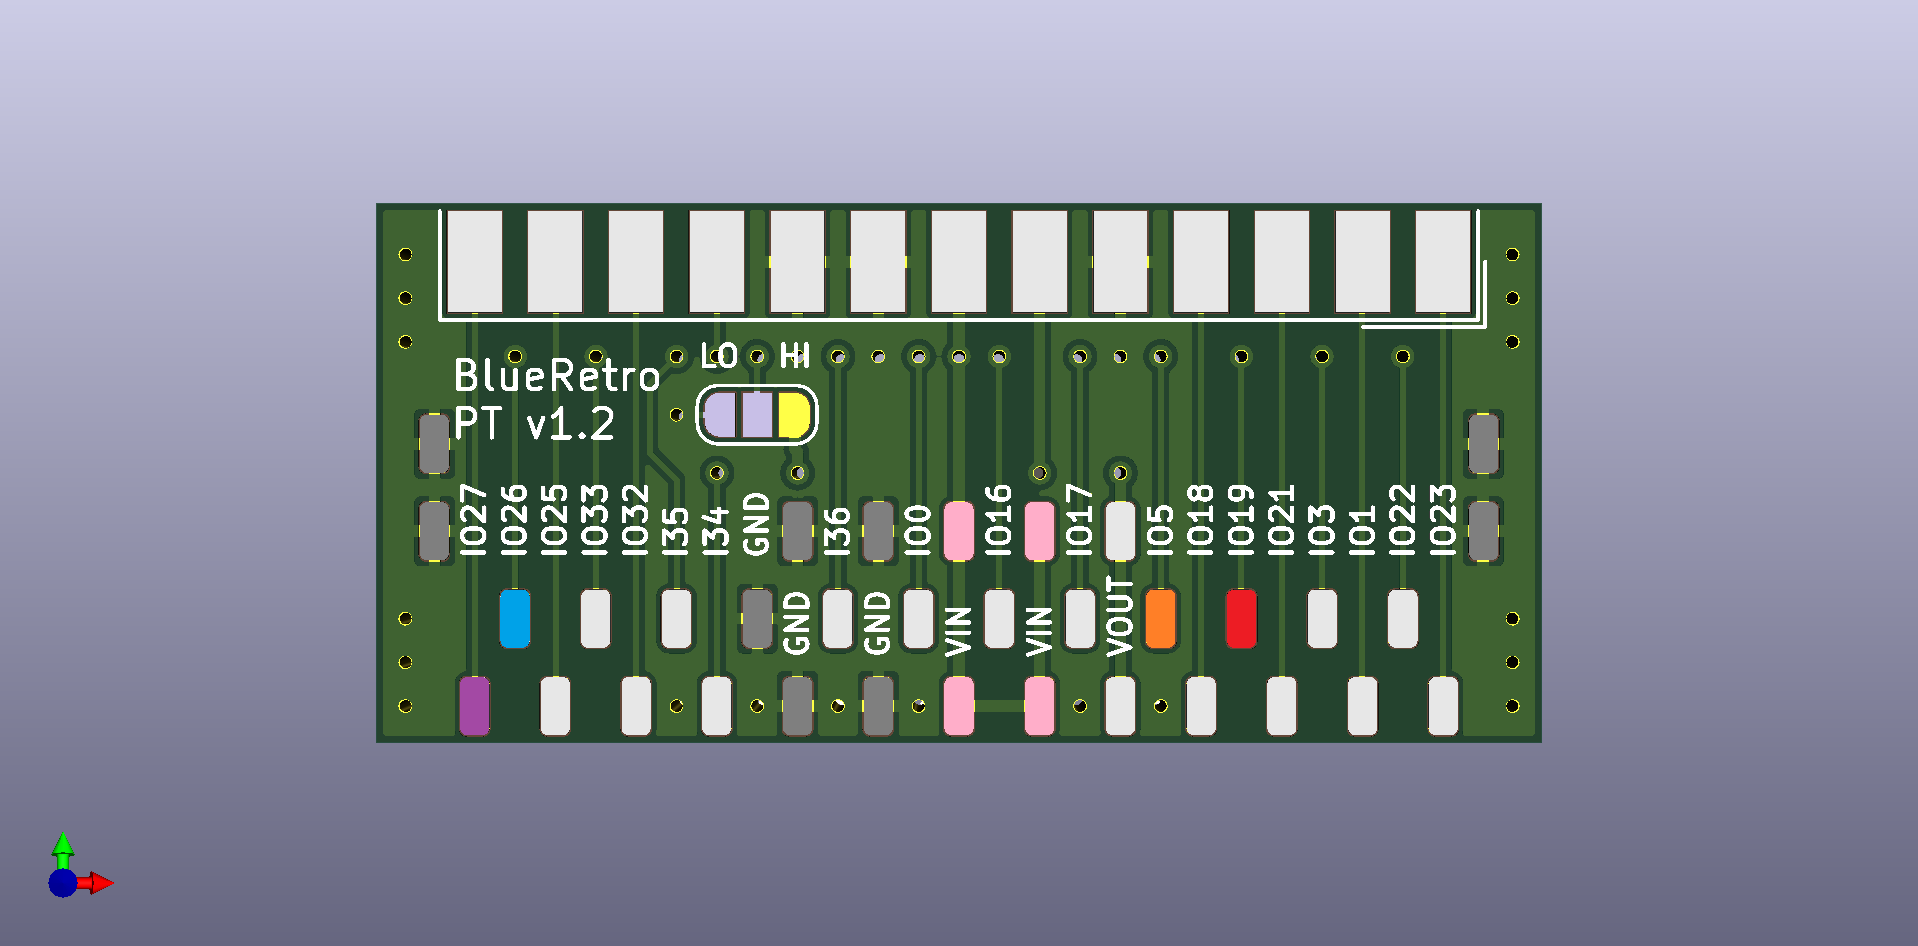 LO HI
BlueRetro
PT v1.2
IO27 IO26 IO25 IO33 IO32 I35 I34 GND I36 IO0 IO16 IO17 IO5 IO18 IO19 IO21 IO3 IO1 IO22 IO23
GND GND VIN VIN VOUT